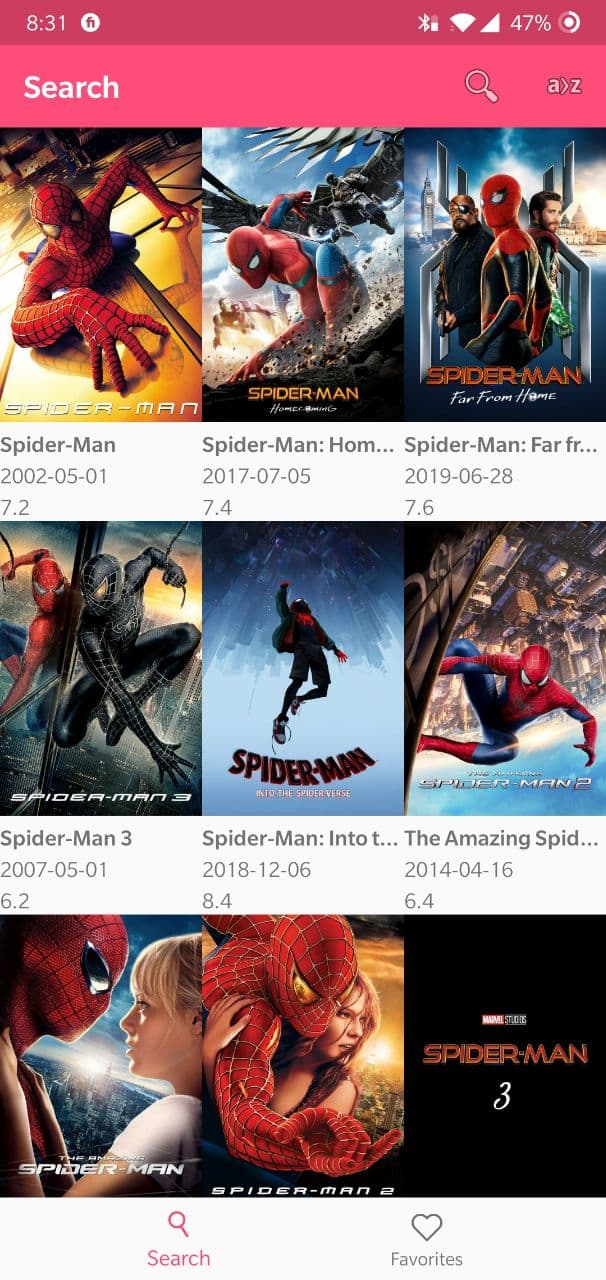 8:31
47%
Search
a>z
SPIDER-MAN
SPIDER-MAN
HOMECOMING
SPIDER-MAN
Far From Home
Spider-Man
Spider-Man: Hom...
Spider-Man: Far fr...
2002-05-01
2017-07-05
2019-06-28
7.2
7.4
7.6
SPIDER-MAN 3
SPIDER-MAN
INTO THE SPIDER-VERSE
THE AMAZING
SPIDER-MAN 2
Spider-Man 3
Spider-Man: Into t...
The Amazing Spid...
2007-05-01
2018-12-06
2014-04-16
6.2
8.4
6.4
THE AMAZING
SPIDER-MAN
SPIDER-MAN 2
MARVEL STUDIOS
SPIDER-MAN
3
Search
Favorites